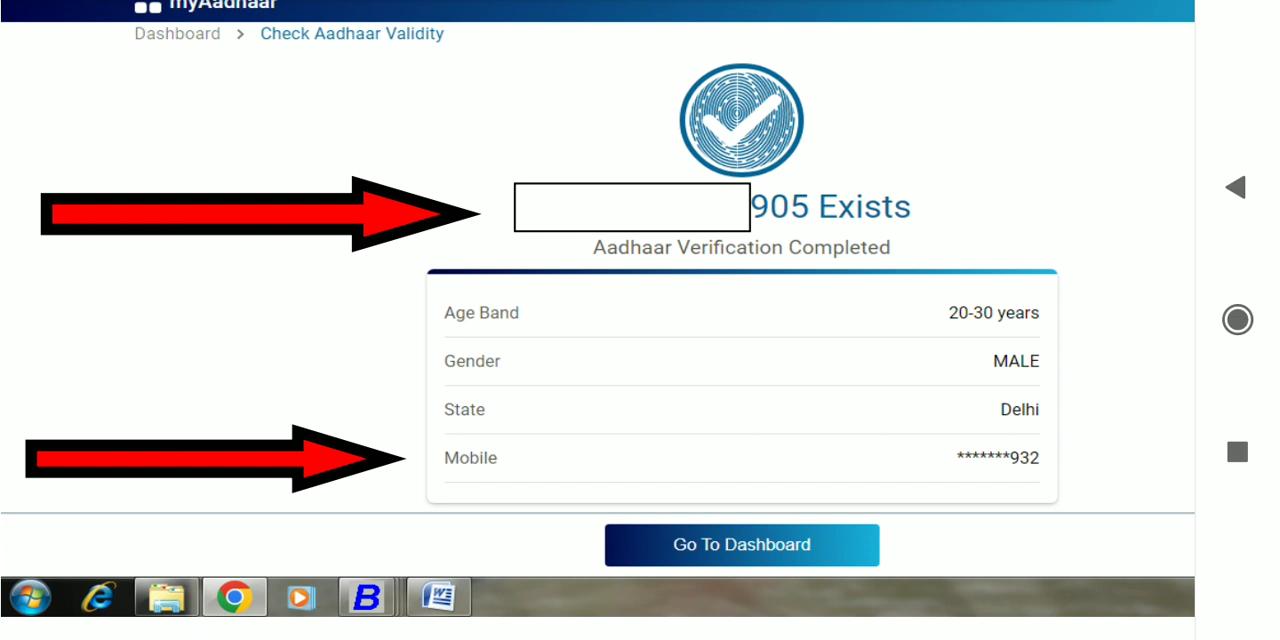 myAadhaar
Dashboard > Check Aadhaar Validity
905 Exists
Aadhaar Verification Completed
Age Band 20-30 years
Gender MALE
State Delhi
Mobile *******932
Go To Dashboard
B
W